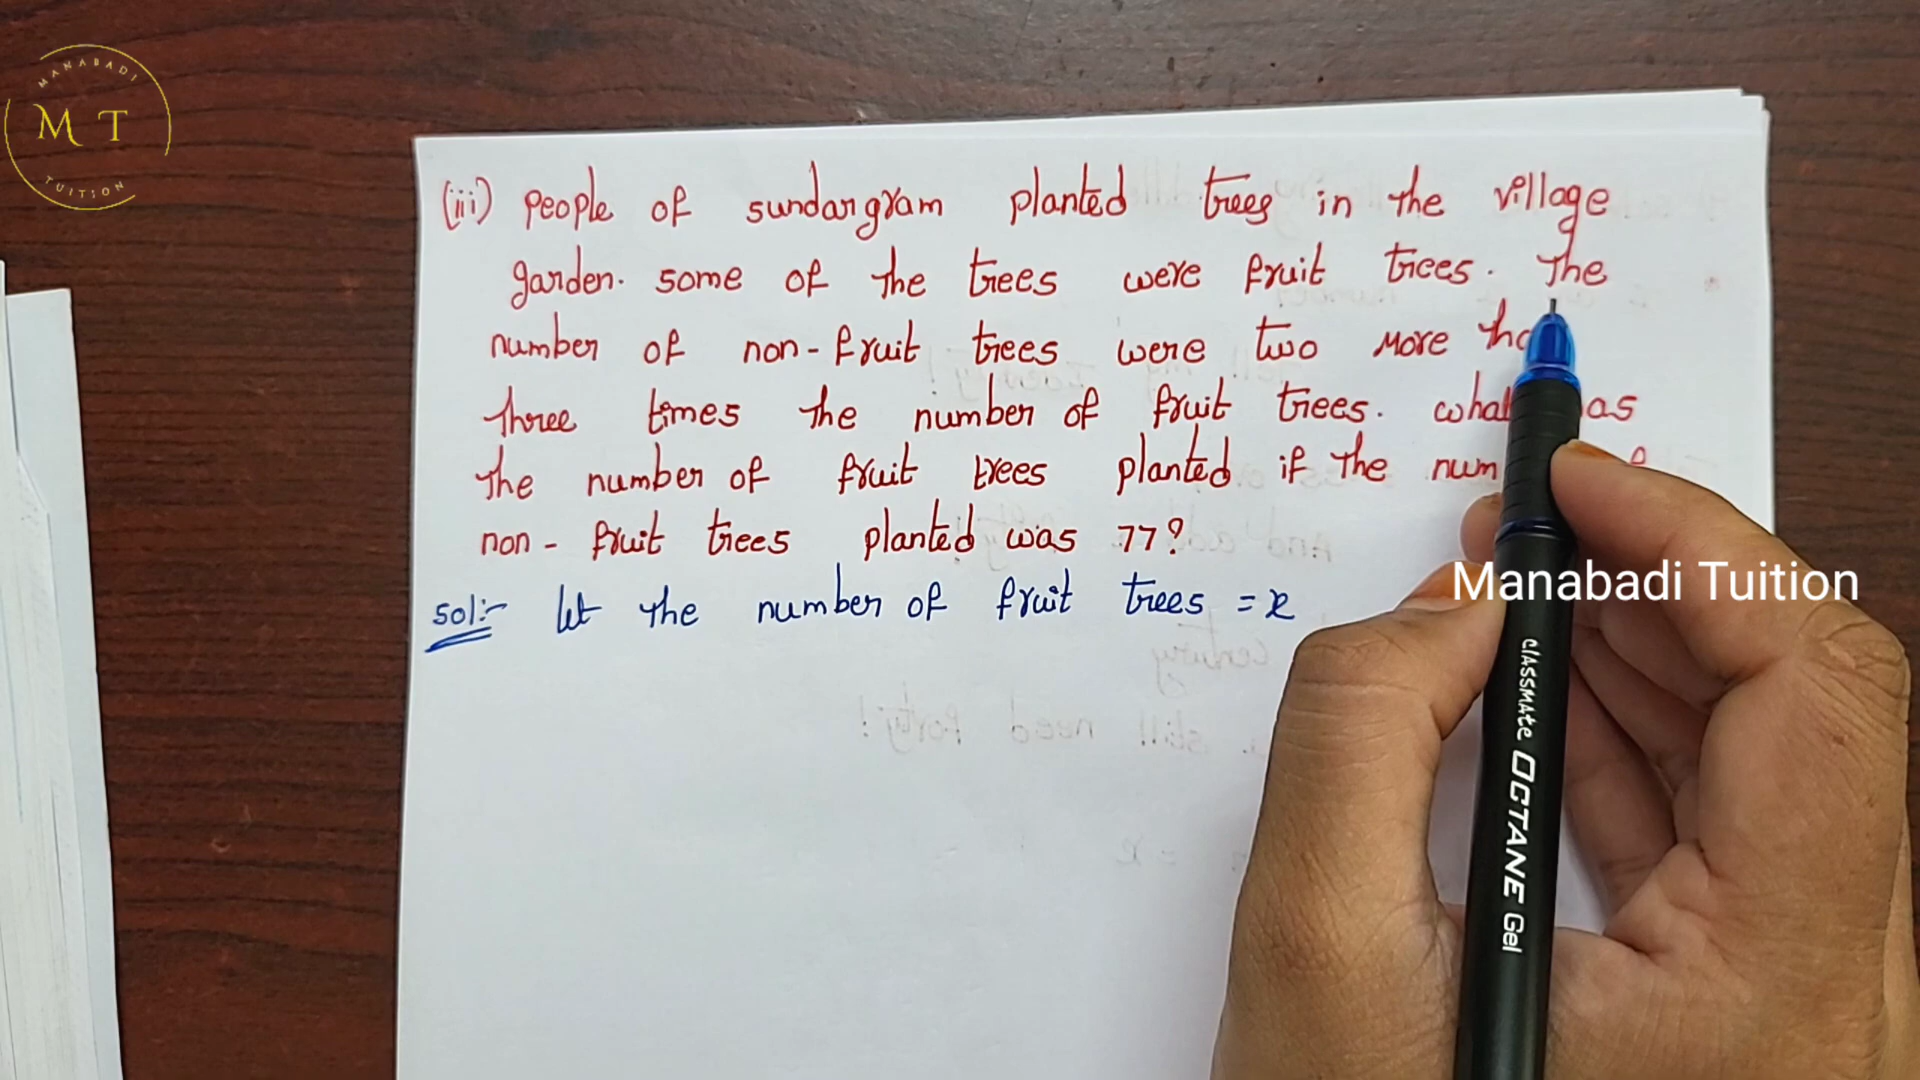 MANABADI
M T
TUITION
(iii) people of sundargram planted trees in the village
garden. some of the trees were fruit trees. The
number of non-fruit trees were two more
three times the number of fruit trees.
the number of fruit trees planted if the
non-fruit trees planted was 77?
Manabadi Tuition
sol:- let the number of fruit trees = x
classmate OCTANE Gel